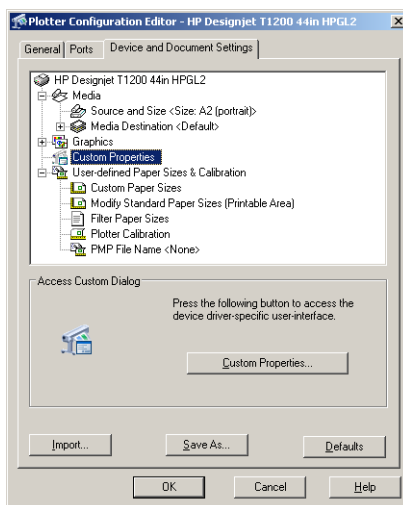 Plotter Configuration Editor - HP Designjet T1200 44in HPGL2
General Ports Device and Document Settings
HP Designjet T1200 44in HPGL2
Media
Source and Size <Size: A2 (portrait)>
Media Destination <Default>
Graphics
Custom Properties
User-defined Paper Sizes & Calibration
Custom Paper Sizes
Modify Standard Paper Sizes (Printable Area)
Filter Paper Sizes
Plotter Calibration
PMP File Name <None>
Access Custom Dialog
Press the following button to access the
device driver-specific user-interface.
Custom Properties...
Import... Save As... Defaults
OK Cancel Help